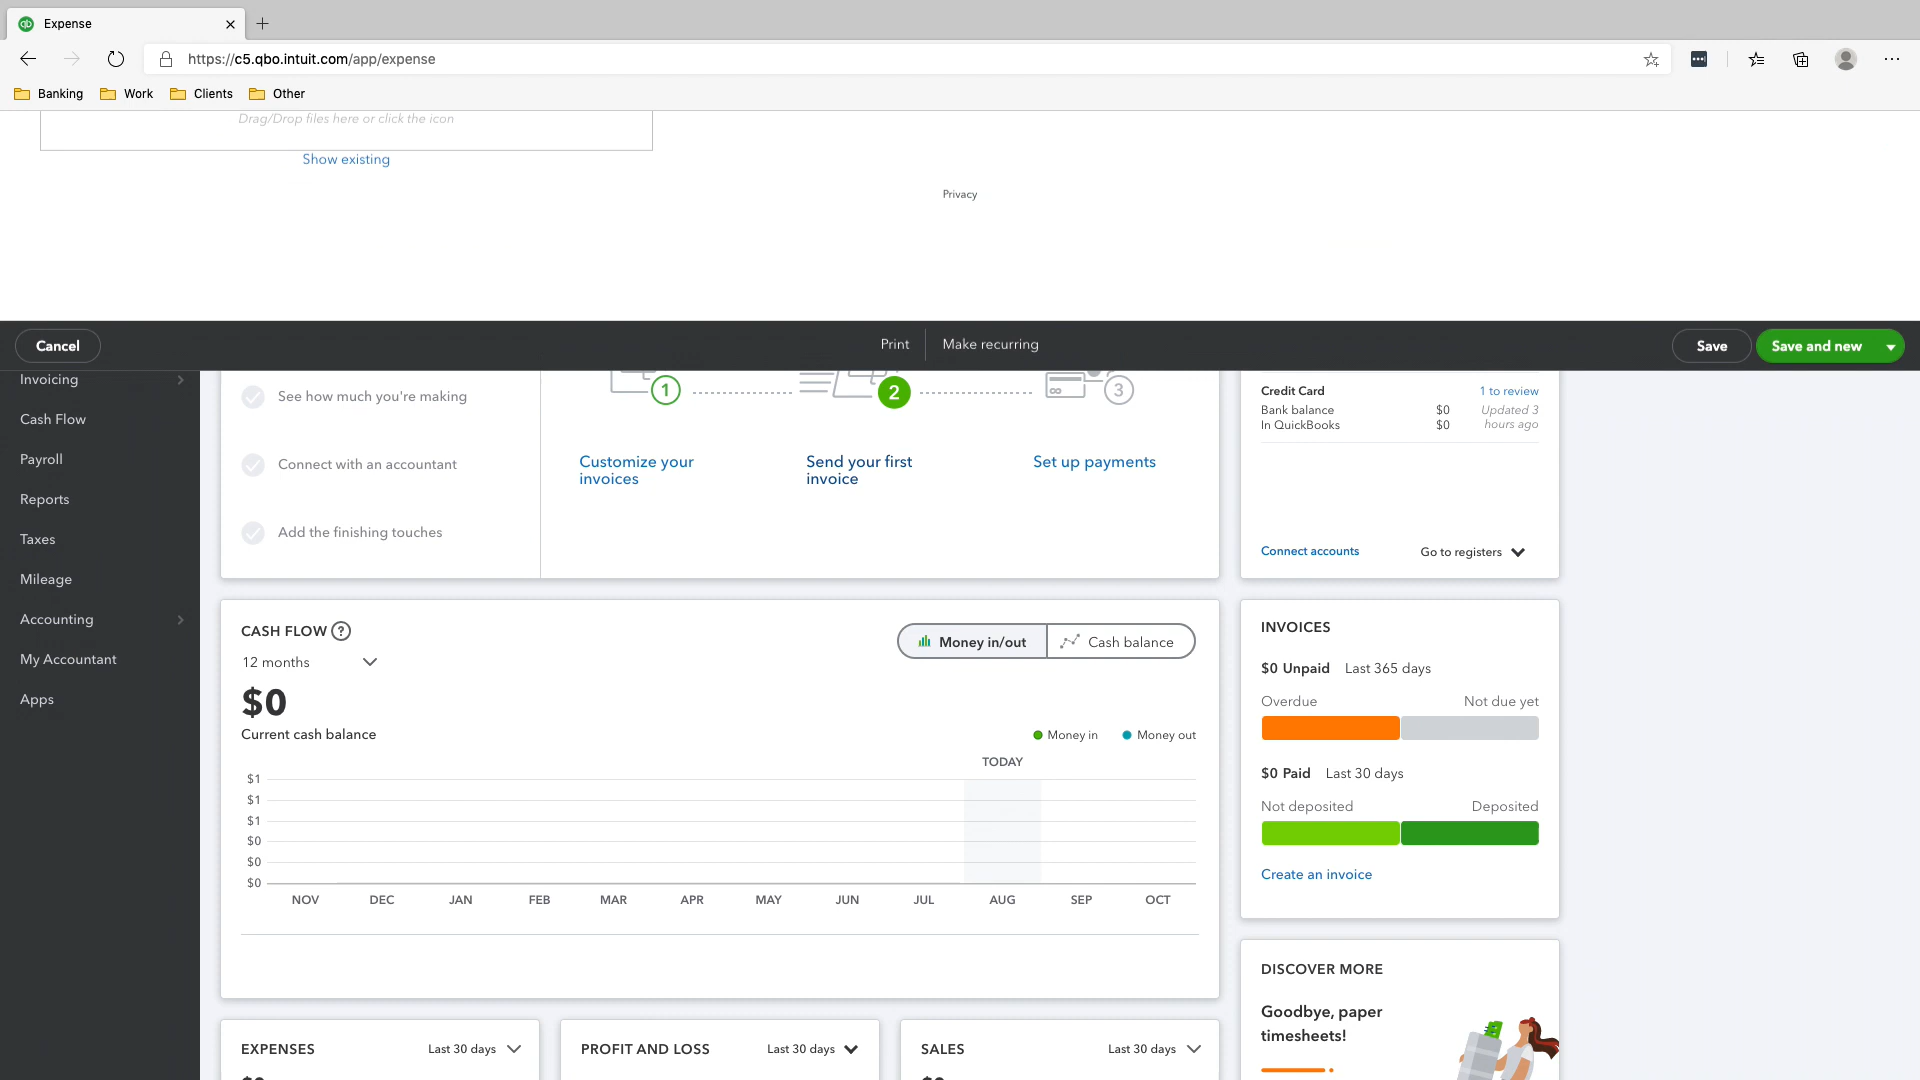 Expense
https://c5.qbo.intuit.com/app/expense
Banking Work Clients Other
Drag/Drop files here or click the icon
Show existing
Privacy
Cancel
Print
Make recurring
Save
Save and new
Invoicing
Cash Flow
Payroll
Reports
Taxes
Mileage
Accounting
My Accountant
Apps
See how much you're making
Connect with an accountant
Add the finishing touches
1
2
3
Customize your
invoices
Send your first
invoice
Set up payments
Credit Card
1 to review
Bank balance $0 Updated 3
In QuickBooks $0 hours ago
Connect accounts
Go to registers
CASH FLOW ?
12 months
Money in/out
Cash balance
$0
Current cash balance
Money in
Money out
TODAY
$1
$1
$1
$0
$0
$0
NOV DEC JAN FEB MAR APR MAY JUN JUL AUG SEP OCT
INVOICES
$0 Unpaid Last 365 days
Overdue Not due yet
$0 Paid Last 30 days
Not deposited Deposited
Create an invoice
DISCOVER MORE
Goodbye, paper
timesheets!
EXPENSES Last 30 days
PROFIT AND LOSS Last 30 days
SALES Last 30 days